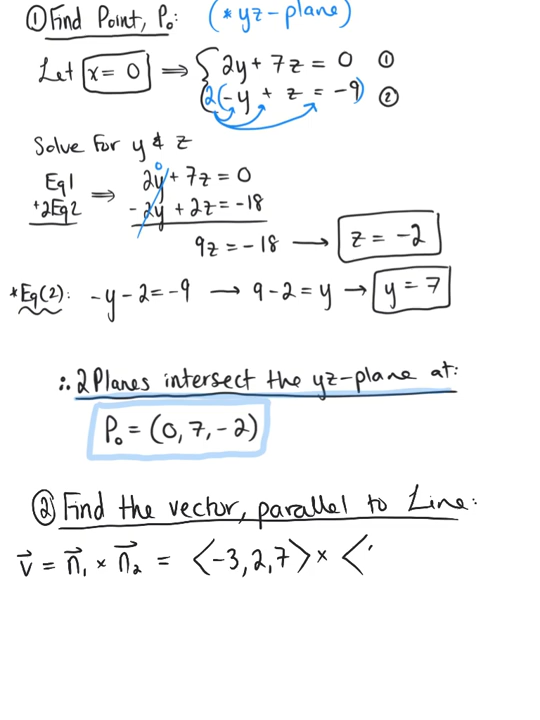 ① Find Point, P₀: (*yz-plane)
Let x = 0 ⟹ { 2y + 7z = 0 ①
2(-y + z = -9) ②
Solve for y & z
Eq1 ⟹ 2y + 7z = 0
+2Eq2 -2y + 2z = -18
9z = -18 → z = -2
*Eq(2): -y - 2 = -9 → 9 - 2 = y → y = 7
∴ 2 Planes intersect the yz-plane at:
P₀ = (0, 7, -2)
② Find the vector, parallel to Line:
v⃗ = n⃗₁ × n⃗₂ = ⟨-3, 2, 7⟩ × ⟨